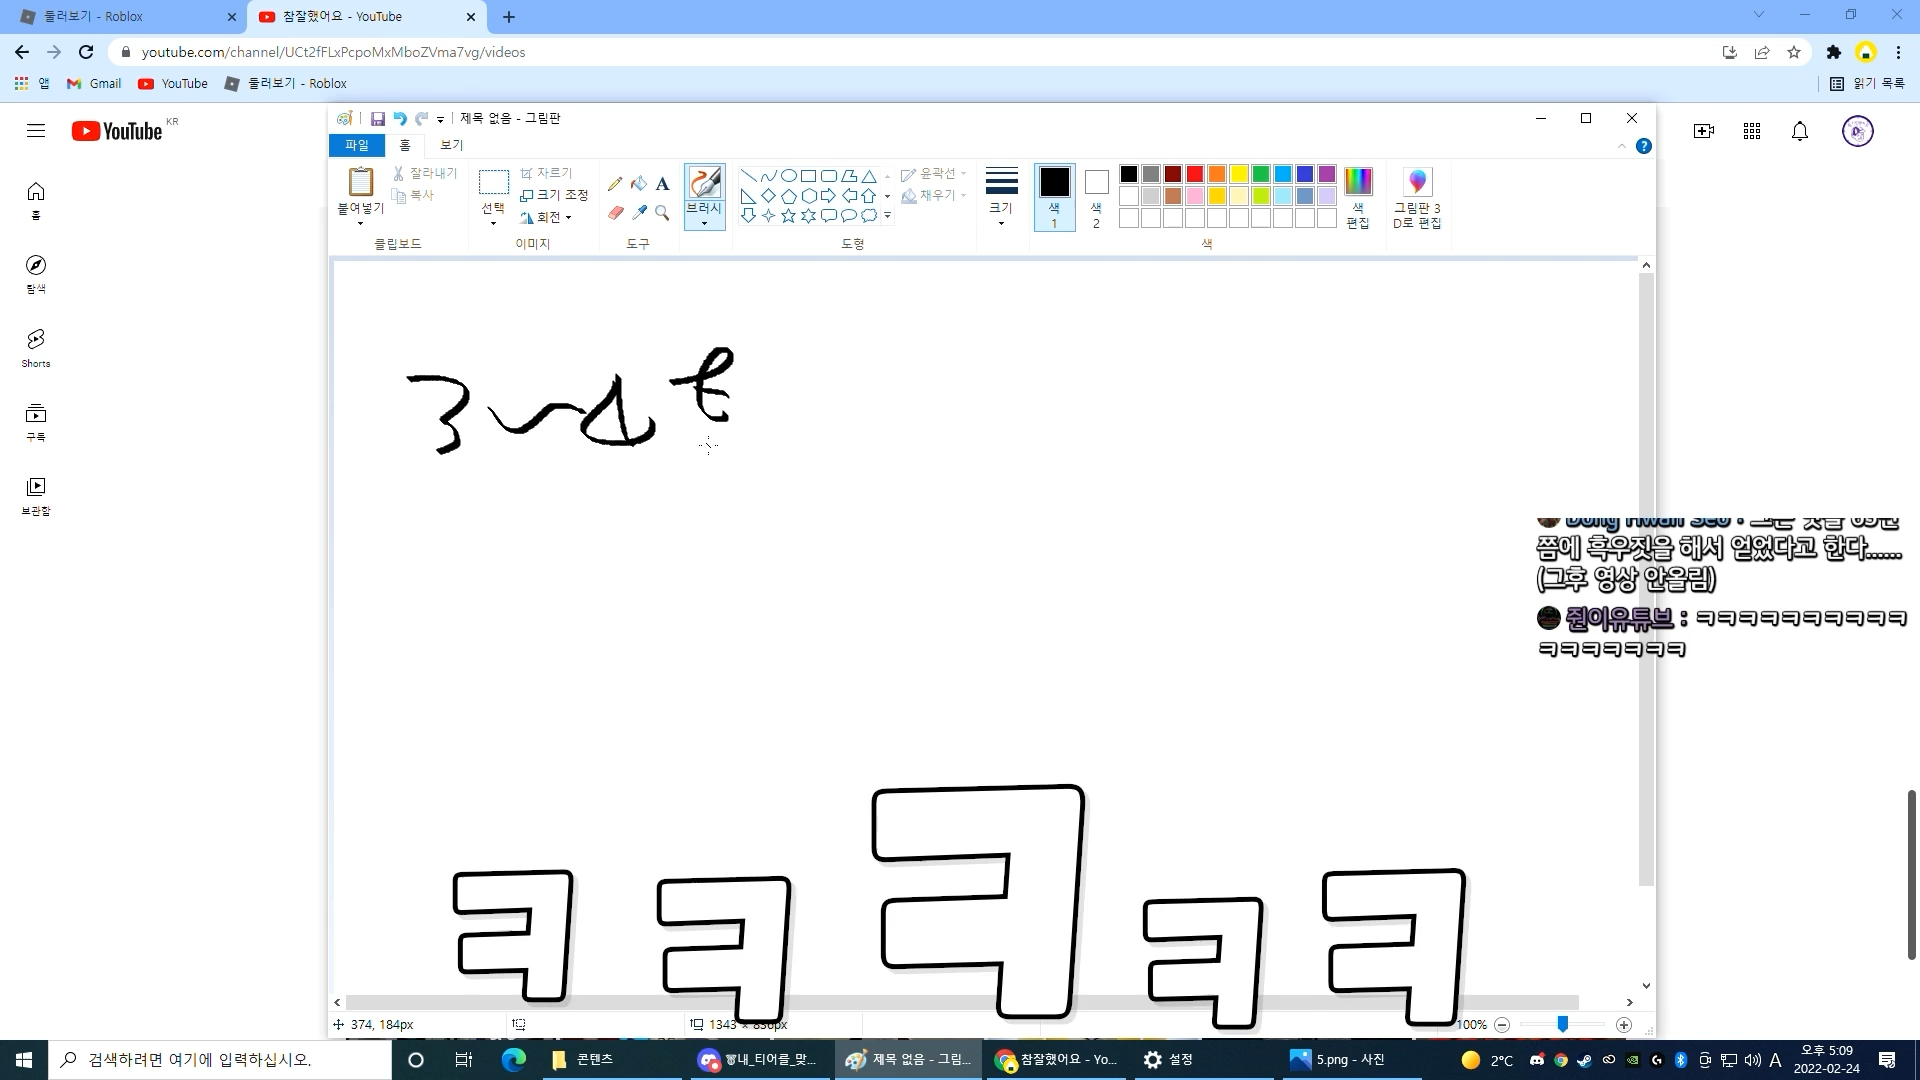 둘러보기 - Roblox
참잘했어요 - YouTube
youtube.com/channel/UCt2fFLxPcpoMxMboZVma7vg/videos
앱 Gmail YouTube 둘러보기 - Roblox 읽기 목록
YouTube KR
제목 없음 - 그림판
파일 홈 보기
붙여넣기 잘라내기 복사
선택 자르기 크기 조정 회전
브러시
윤곽선 채우기
크기
색 1
색 2
색 편집
그림판 3D로 편집
클립보드 이미지 도구 도형 색
홈
탐색
Shorts
구독
보관함
쯤에 흑우짓을 해서 얻었다고 한다......
(그후 영상 안올림)
쥔이유튜브 : ㅋㅋㅋㅋㅋㅋㅋㅋㅋㅋ
ㅋㅋㅋㅋㅋㅋㅋ
ㅋ ㅋ ㅋ ㅋ ㅋ
374, 184px
100%
검색하려면 여기에 입력하십시오.
콘텐츠
제목 없음 - 그림...
참잘했어요 - Yo...
설정
5.png - 사진
2°C
A
오후 5:09
2022-02-24